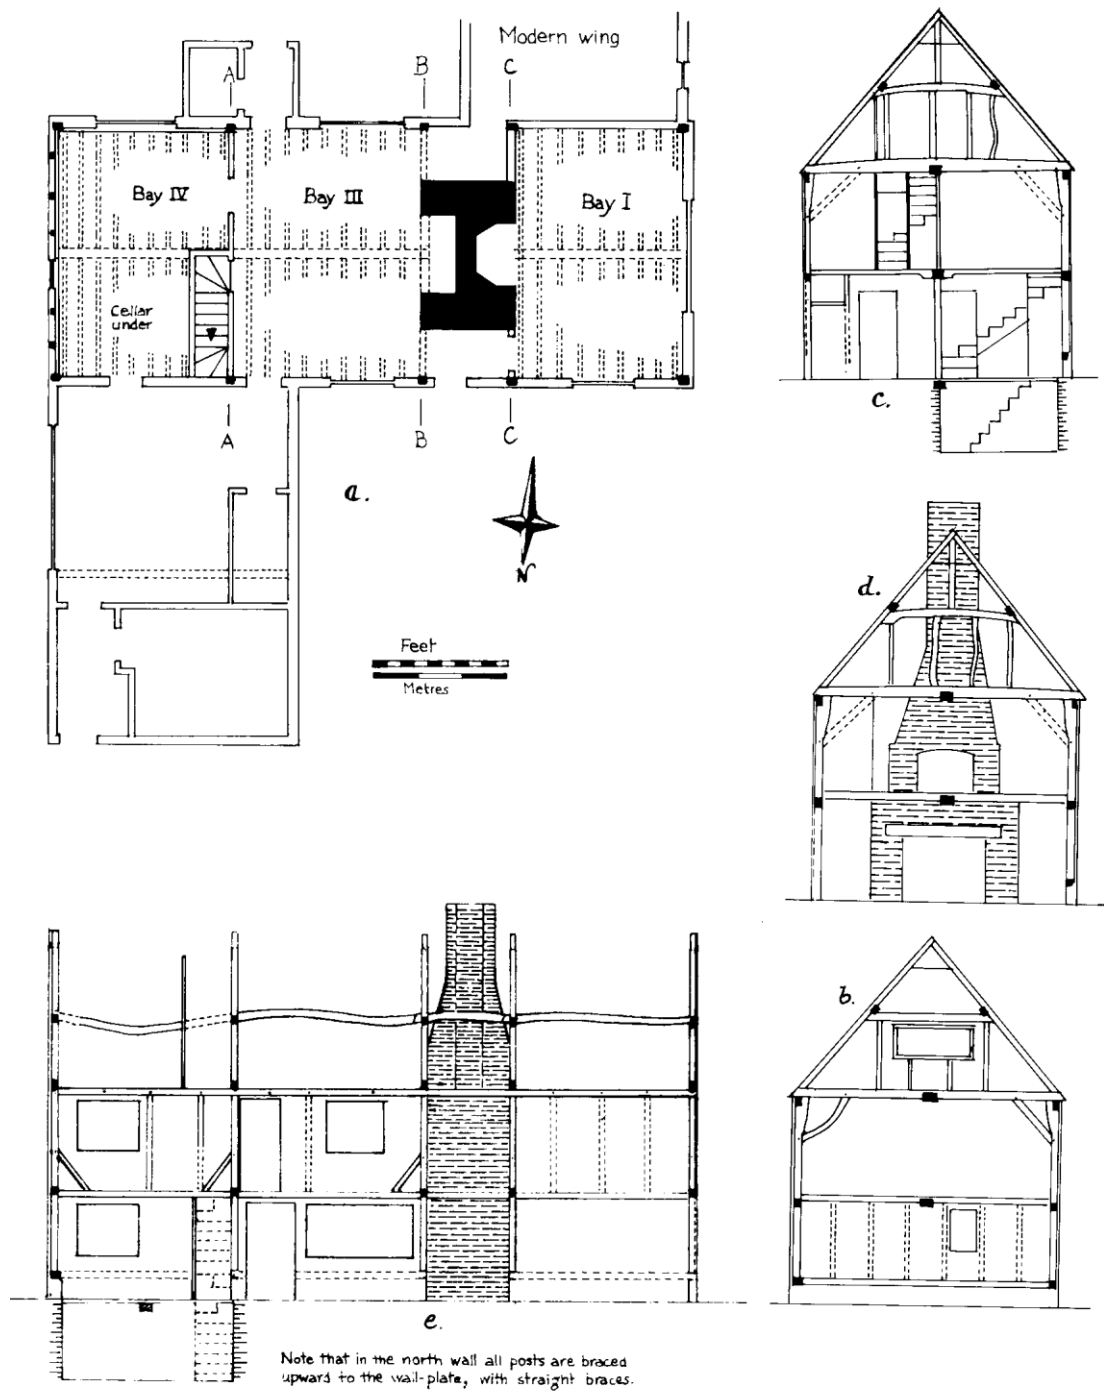 Modern wing
A
B
C
Bay IV
Bay III
Bay I
Cellar
under
A
B
C
a.
N
Feet
Metres
c.
d.
b.
e.
Note that in the north wall all posts are braced
upward to the wall-plate, with straight braces.